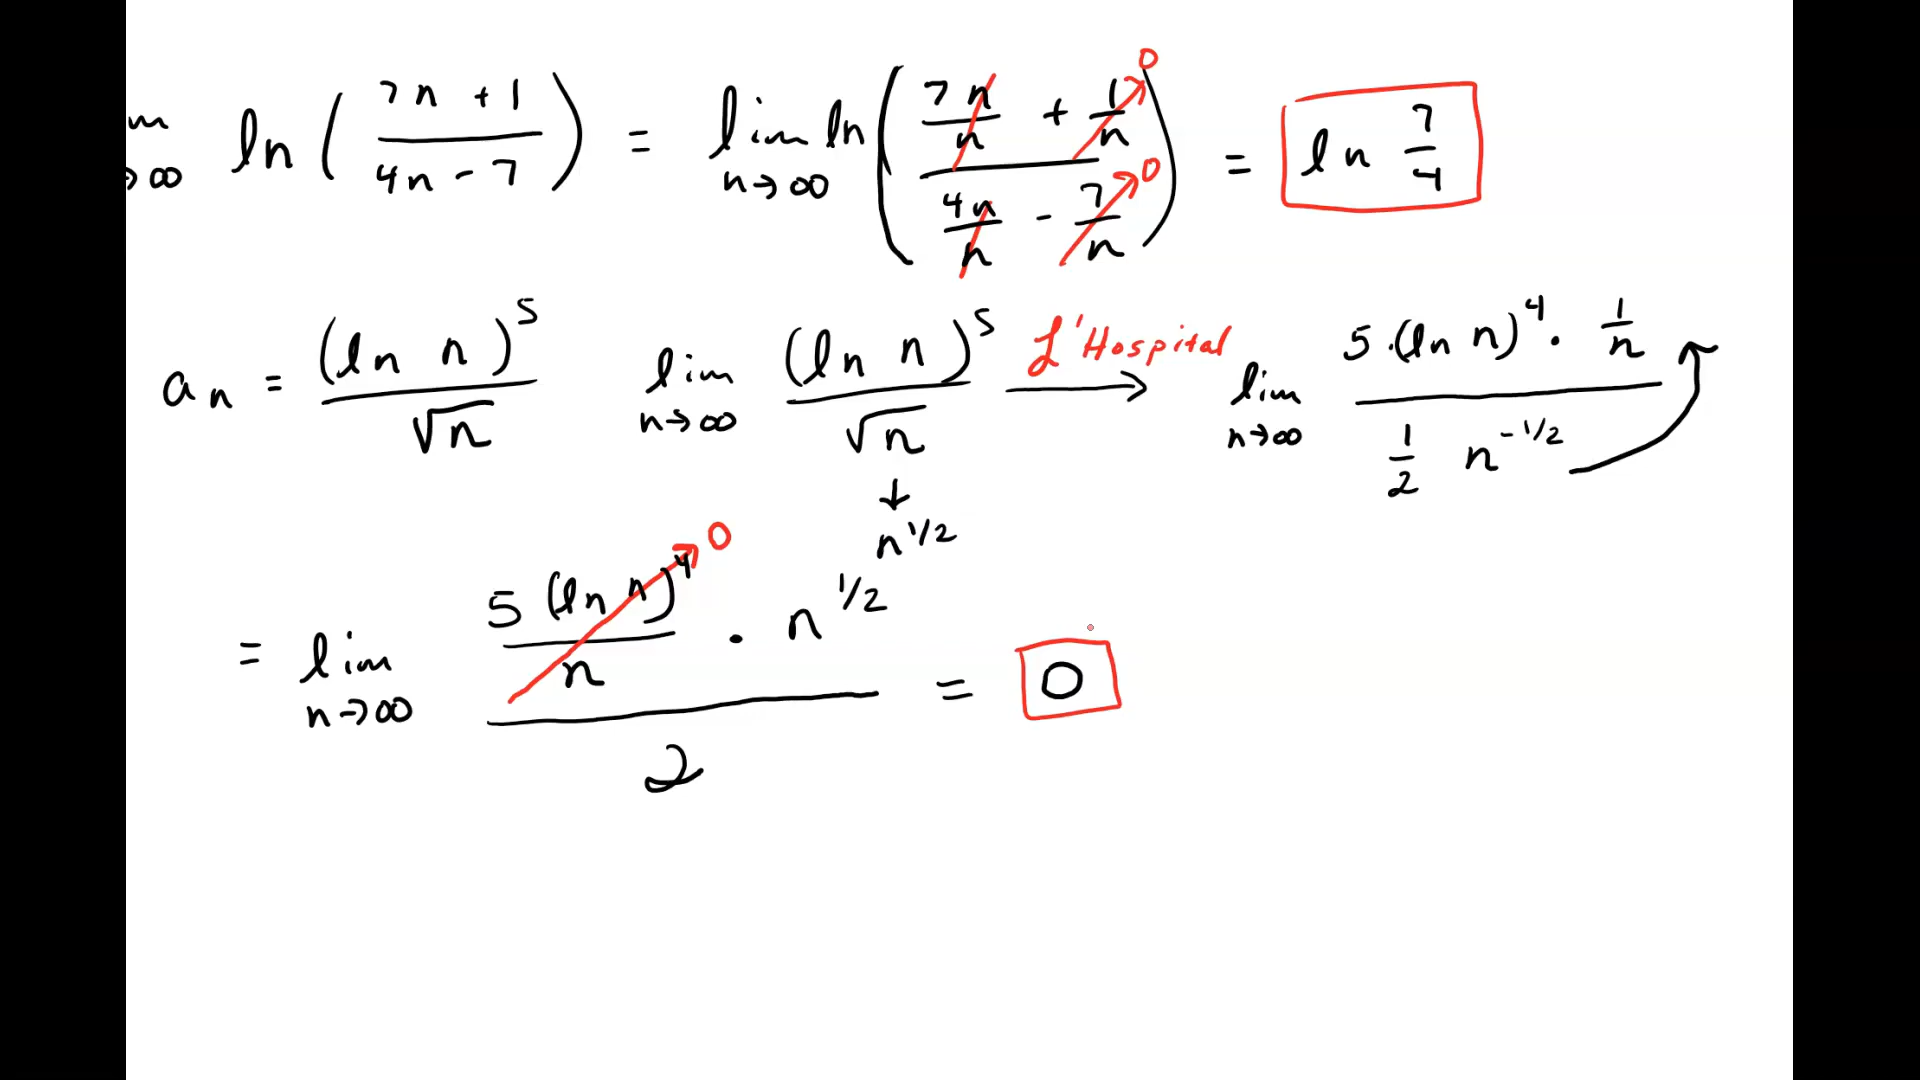 lim n→∞ ln ( (7n + 1)/(4n - 7) ) = lim n→∞ ln ( (7n/n + 1/n → 0)/(4n/n - 7/n → 0) ) = ln 7/4
aₙ = (ln n)⁵/√n lim n→∞ (ln n)⁵/√n L'Hospital → lim n→∞ (5·(ln n)⁴ · 1/n)/(1/2 n^(-1/2))
↓
n^(1/2)
= lim n→∞ (5(ln n)⁴/n → 0 · n^(1/2))/2 = 0